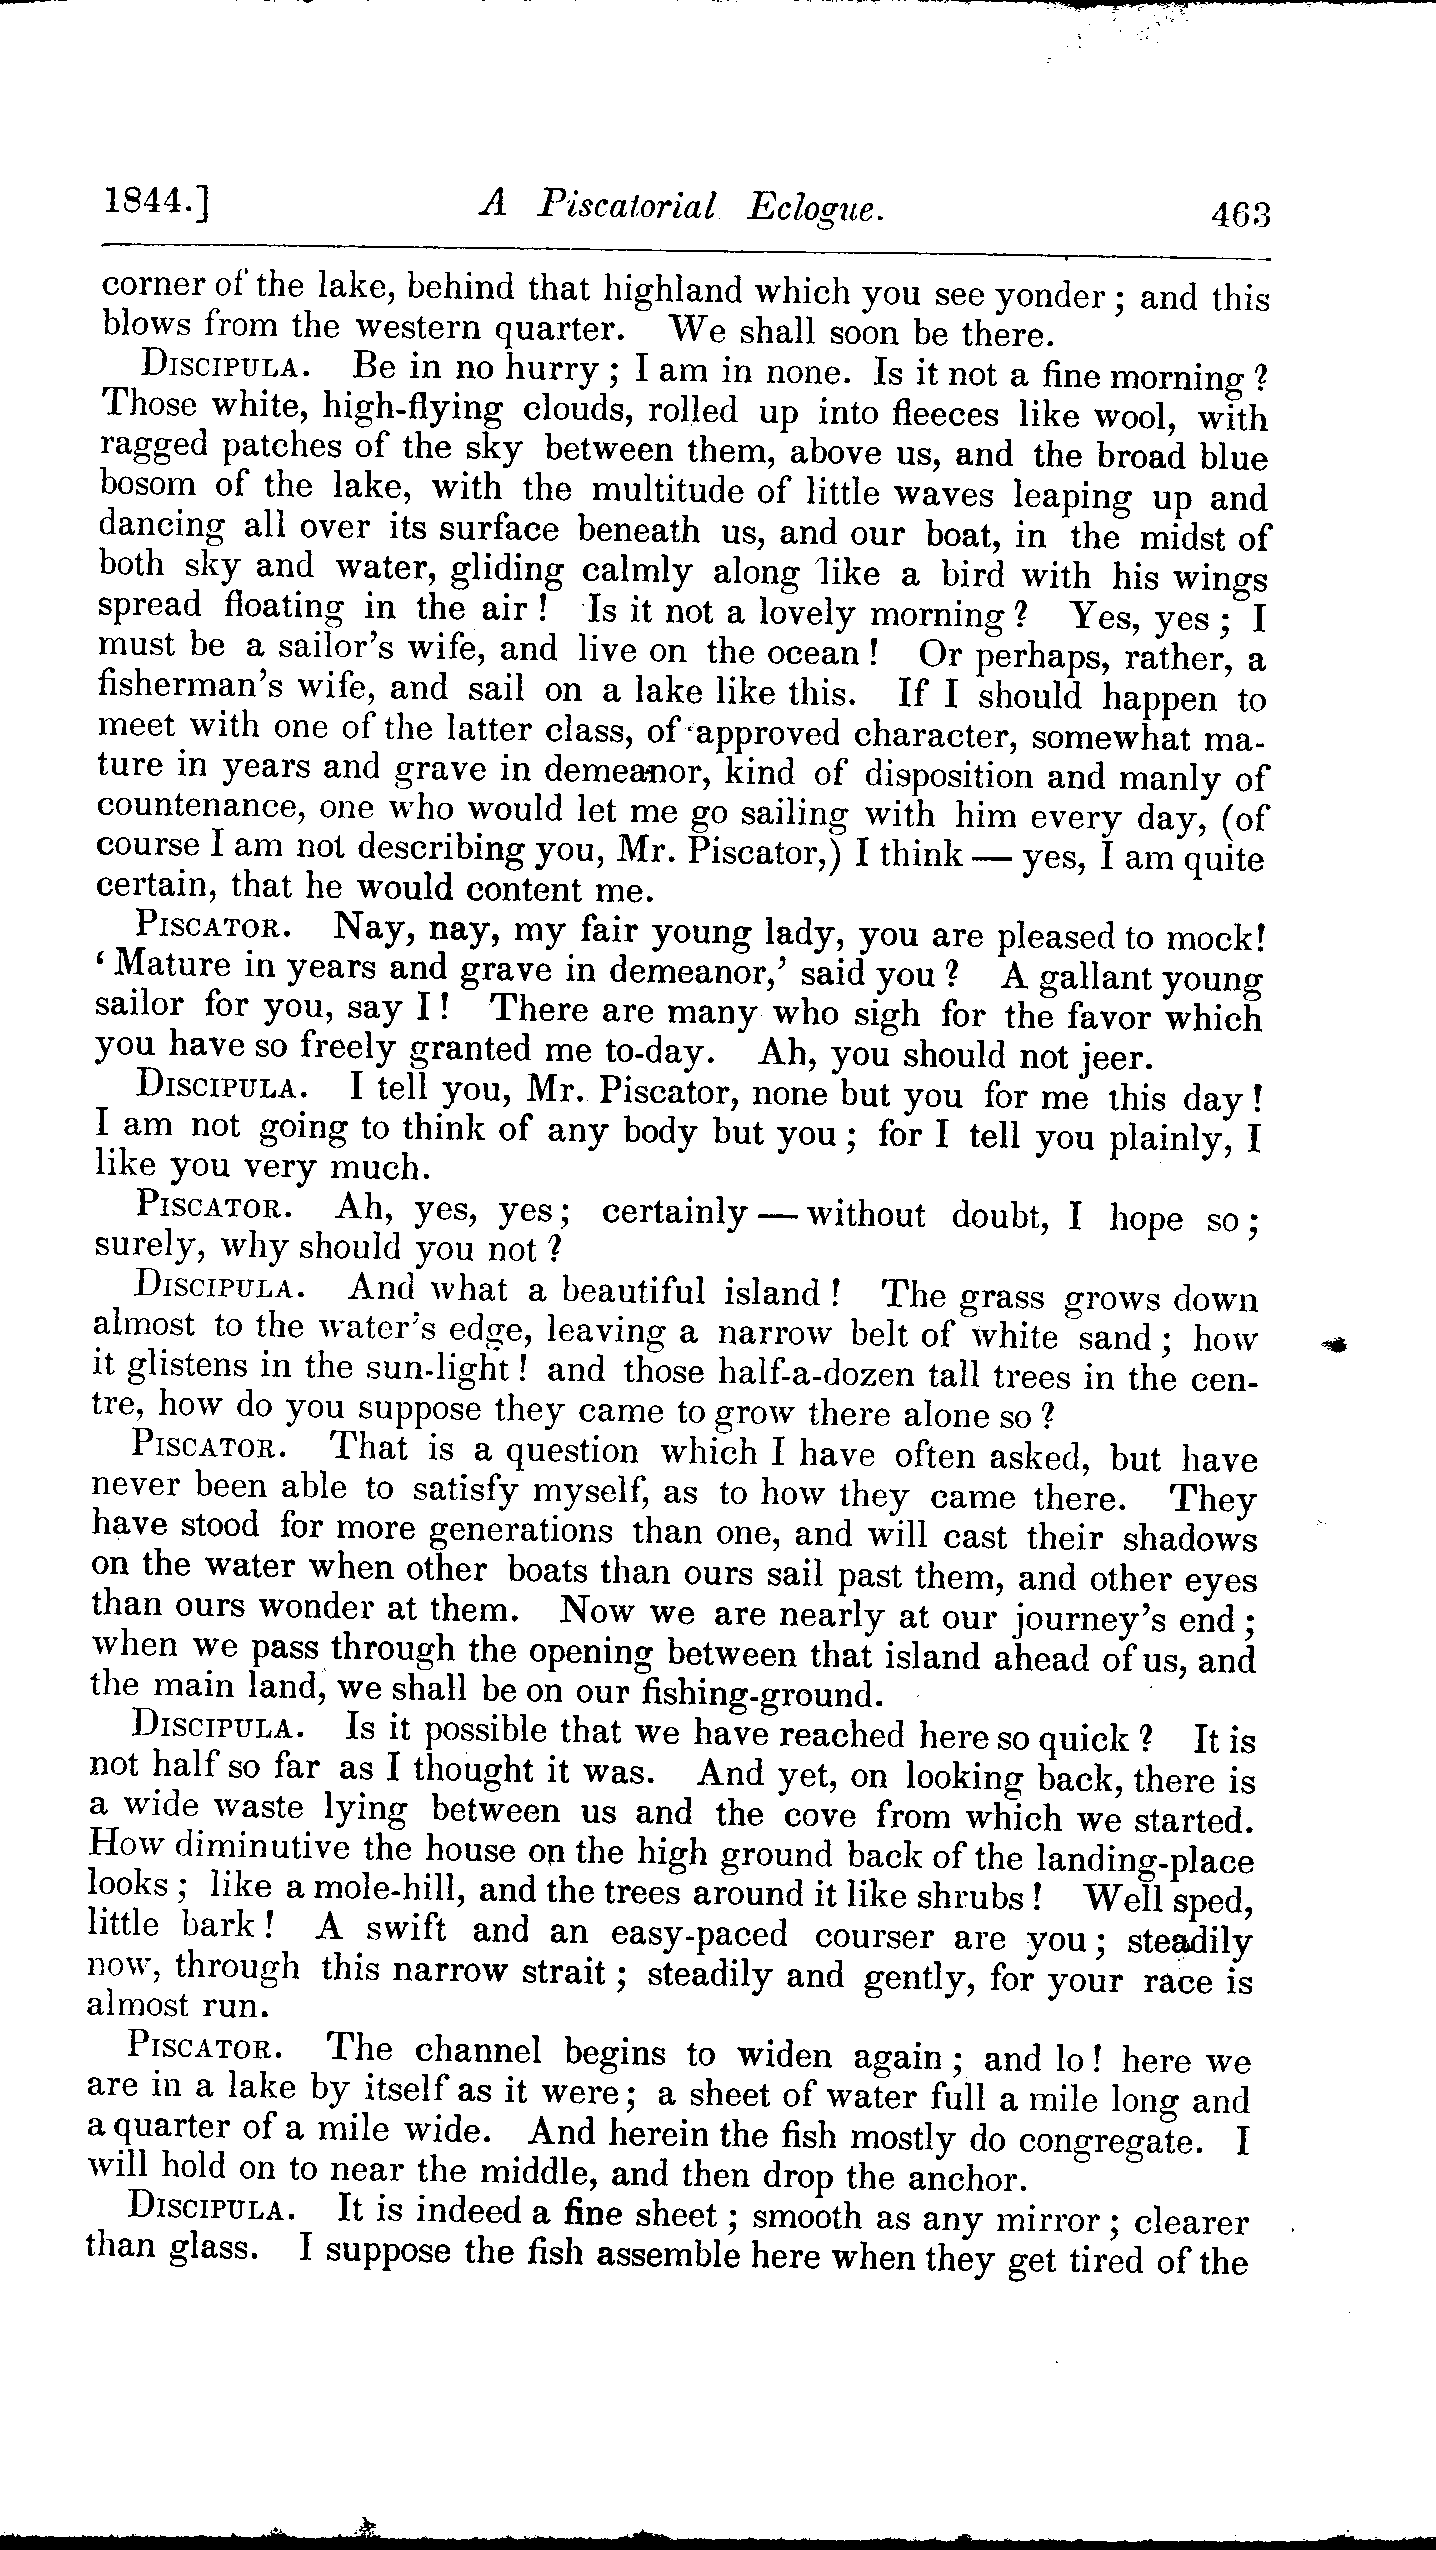 1844.] A Piscatorial Eclogue. 463
corner of the lake, behind that highland which you see yonder; and this
blows from the western quarter. We shall soon be there.
DISCIPULA. Be in no hurry; I am in none. Is it not a fine morning?
Those white, high-flying clouds, rolled up into fleeces like wool, with
ragged patches of the sky between them, above us, and the broad blue
bosom of the lake, with the multitude of little waves leaping up and
dancing all over its surface beneath us, and our boat, in the midst of
both sky and water, gliding calmly along like a bird with his wings
spread floating in the air! Is it not a lovely morning? Yes, yes; I
must be a sailor's wife, and live on the ocean! Or perhaps, rather, a
fisherman's wife, and sail on a lake like this. If I should happen to
meet with one of the latter class, of approved character, somewhat ma-
ture in years and grave in demeanor, kind of disposition and manly of
countenance, one who would let me go sailing with him every day, (of
course I am not describing you, Mr. Piscator,) I think — yes, I am quite
certain, that he would content me.
PISCATOR. Nay, nay, my fair young lady, you are pleased to mock!
'Mature in years and grave in demeanor,' said you? A gallant young
sailor for you, say I! There are many who sigh for the favor which
you have so freely granted me to-day. Ah, you should not jeer.
DISCIPULA. I tell you, Mr. Piscator, none but you for me this day!
I am not going to think of any body but you; for I tell you plainly, I
like you very much.
PISCATOR. Ah, yes, yes; certainly — without doubt, I hope so;
surely, why should you not?
DISCIPULA. And what a beautiful island! The grass grows down
almost to the water's edge, leaving a narrow belt of white sand; how
it glistens in the sun-light! and those half-a-dozen tall trees in the cen-
tre, how do you suppose they came to grow there alone so?
PISCATOR. That is a question which I have often asked, but have
never been able to satisfy myself, as to how they came there. They
have stood for more generations than one, and will cast their shadows
on the water when other boats than ours sail past them, and other eyes
than ours wonder at them. Now we are nearly at our journey's end;
when we pass through the opening between that island ahead of us, and
the main land, we shall be on our fishing-ground.
DISCIPULA. Is it possible that we have reached here so quick? It is
not half so far as I thought it was. And yet, on looking back, there is
a wide waste lying between us and the cove from which we started.
How diminutive the house on the high ground back of the landing-place
looks; like a mole-hill, and the trees around it like shrubs! Well sped,
little bark! A swift and an easy-paced courser are you; steadily
now, through this narrow strait; steadily and gently, for your race is
almost run.
PISCATOR. The channel begins to widen again; and lo! here we
are in a lake by itself as it were; a sheet of water full a mile long and
a quarter of a mile wide. And herein the fish mostly do congregate. I
will hold on to near the middle, and then drop the anchor.
DISCIPULA. It is indeed a fine sheet; smooth as any mirror; clearer
than glass. I suppose the fish assemble here when they get tired of the